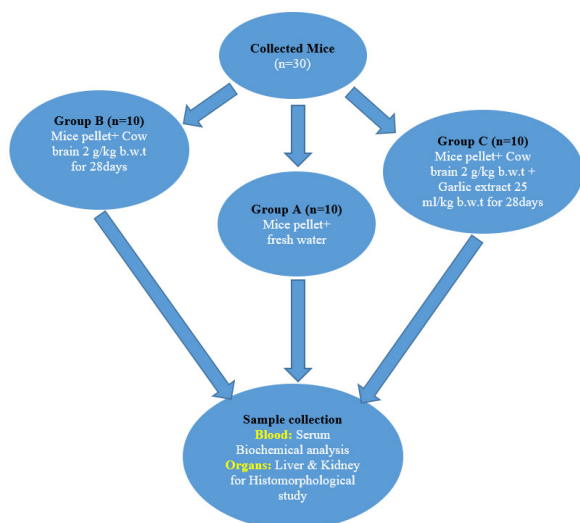 Collected Mice
(n=30)
Group B (n=10)
Mice pellet+ Cow
brain 2 g/kg b.w.t
for 28days
Group A (n=10)
Mice pellet+
fresh water
Group C (n=10)
Mice pellet+ Cow
brain 2 g/kg b.w.t +
Garlic extract 25
ml/kg b.w.t for 28days
Sample collection
Blood: Serum
Biochemical analysis
Organs: Liver & Kidney
for Histomorphological
study